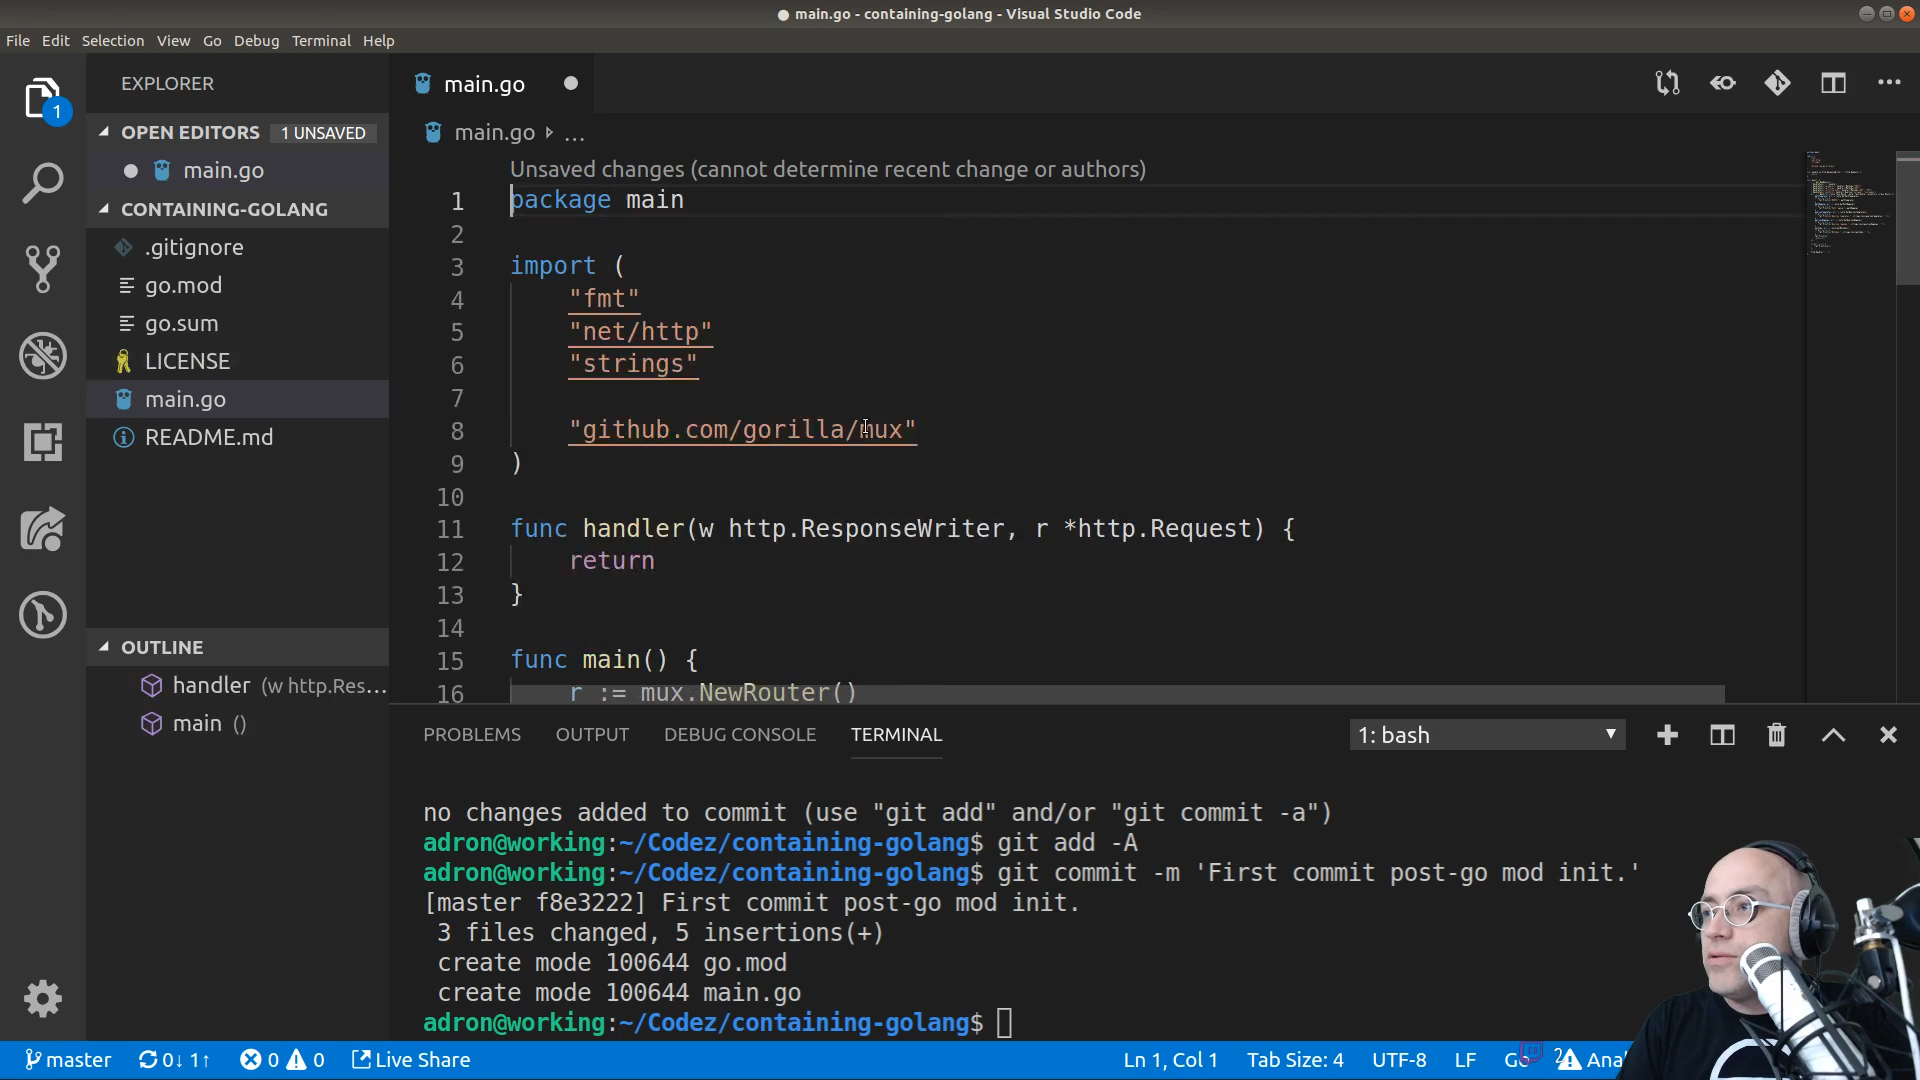 main.go - containing-golang - Visual Studio Code
File Edit Selection View Go Debug Terminal Help
EXPLORER
1
OPEN EDITORS 1 UNSAVED
main.go
CONTAINING-GOLANG
.gitignore
go.mod
go.sum
LICENSE
main.go
README.md
OUTLINE
handler (w http.Res...
main ()
main.go
main.go ...
Unsaved changes (cannot determine recent change or authors)
1 package main
2
3 import (
4 "fmt"
5 "net/http"
6 "strings"
7
8 "github.com/gorilla/mux"
9 )
10
11 func handler(w http.ResponseWriter, r *http.Request) {
12 return
13 }
14
15 func main() {
16 r := mux.NewRouter()
PROBLEMS OUTPUT DEBUG CONSOLE TERMINAL 1: bash
no changes added to commit (use "git add" and/or "git commit -a")
adron@working:~/Codez/containing-golang$ git add -A
adron@working:~/Codez/containing-golang$ git commit -m 'First commit post-go mod init.'
[master f8e3222] First commit post-go mod init.
3 files changed, 5 insertions(+)
create mode 100644 go.mod
create mode 100644 main.go
adron@working:~/Codez/containing-golang$
master 0↓ 1↑ 0 0 Live Share Ln 1, Col 1 Tab Size: 4 UTF-8 LF Go 2 Ana